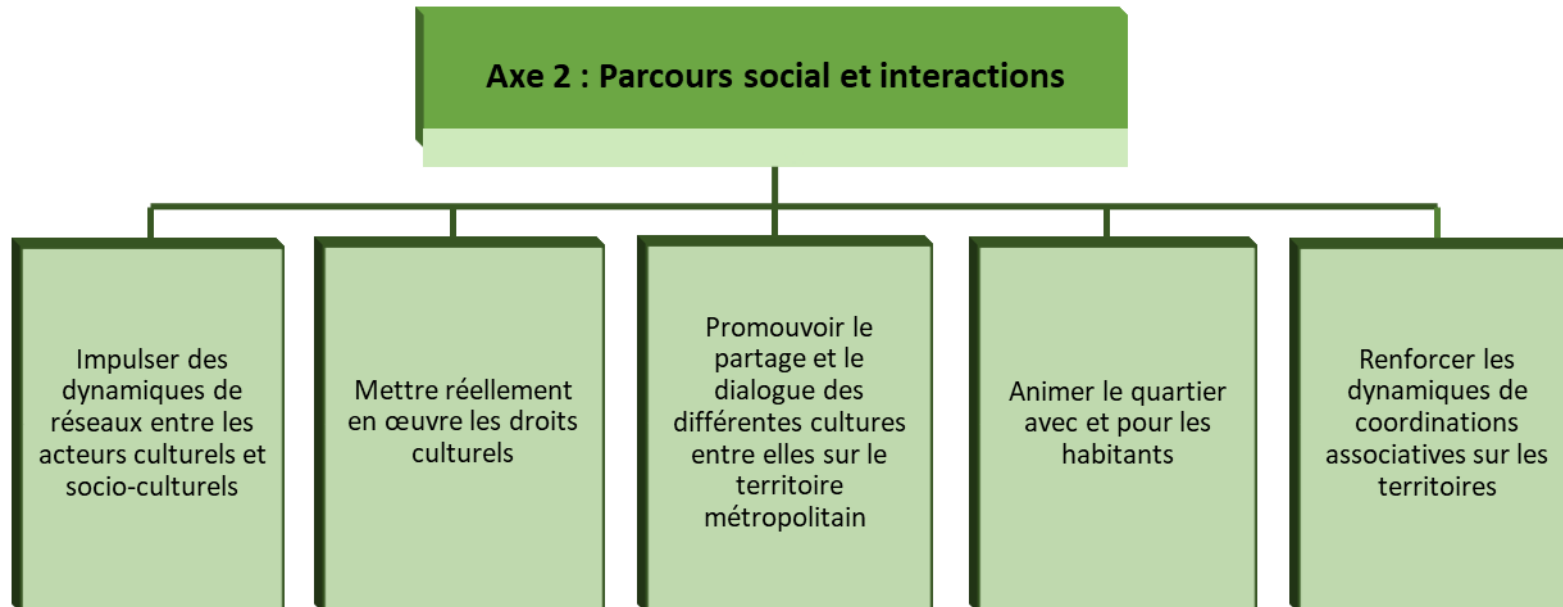 Axe 2 : Parcours social et interactions
Impulser des
dynamiques de
réseaux entre les
acteurs culturels et
socio-culturels
Mettre réellement
en œuvre les droits
culturels
Promouvoir le
partage et le
dialogue des
différentes cultures
entre elles sur le
territoire
métropolitain
Animer le quartier
avec et pour les
habitants
Renforcer les
dynamiques de
coordinations
associatives sur les
territoires